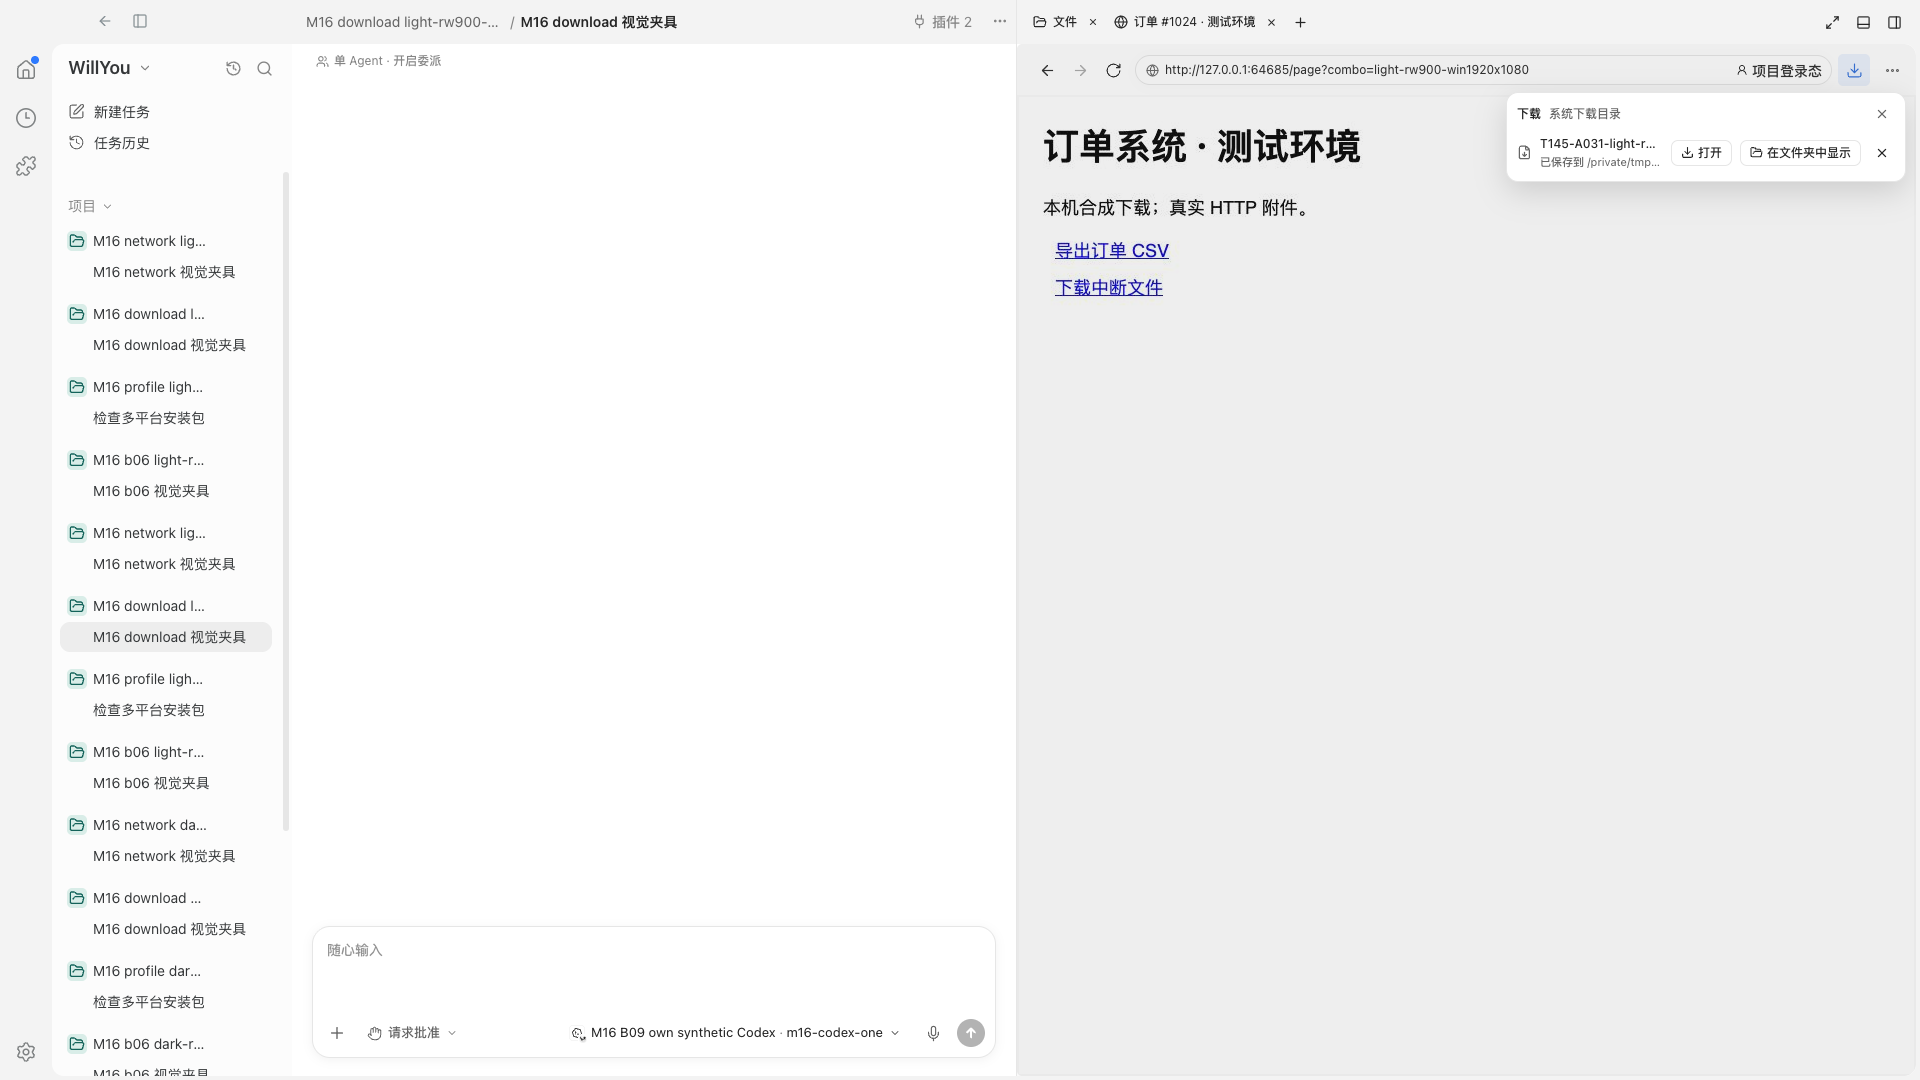 M16 download light-rw900-... / M16 download 视觉夹具
插件 2
文件
订单 #1024 · 测试环境
WillYou
新建任务
任务历史
项目
M16 network lig...
M16 network 视觉夹具
M16 download l...
M16 download 视觉夹具
M16 profile ligh...
检查多平台安装包
M16 b06 light-r...
M16 b06 视觉夹具
M16 network lig...
M16 network 视觉夹具
M16 download l...
M16 download 视觉夹具
M16 profile ligh...
检查多平台安装包
M16 b06 light-r...
M16 b06 视觉夹具
M16 network da...
M16 network 视觉夹具
M16 download ...
M16 download 视觉夹具
M16 profile dar...
检查多平台安装包
M16 b06 dark-r...
M16 b06 视觉夹具
单 Agent · 开启委派
随心输入
请求批准
M16 B09 own synthetic Codex · m16-codex-one
http://127.0.0.1:64685/page?combo=light-rw900-win1920x1080
项目登录态
下载 系统下载目录
T145-A031-light-r...
已保存到 /private/tmp...
打开
在文件夹中显示
订单系统 · 测试环境
本机合成下载；真实 HTTP 附件。
导出订单 CSV
下载中断文件